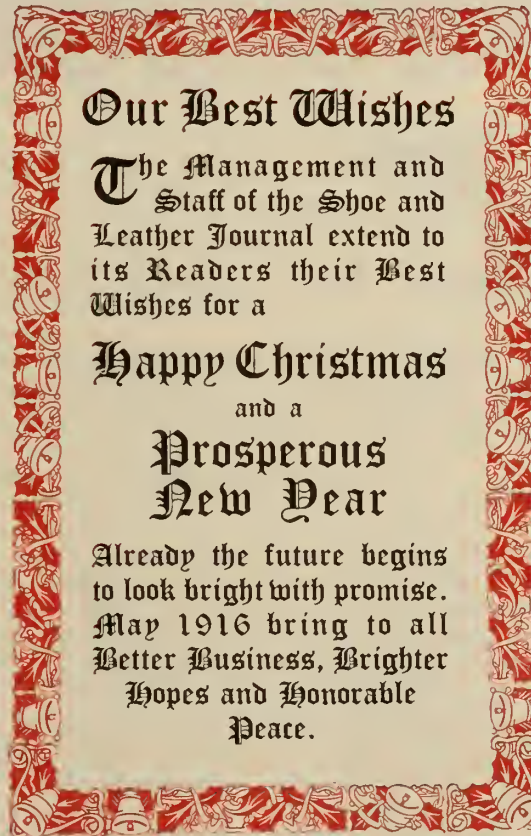 Our Best Wishes
The Management and
Staff of the Shoe and
Leather Journal extend to
its Readers their Best
Wishes for a
Happy Christmas
and a
Prosperous
New Year
Already the future begins
to look bright with promise.
May 1916 bring to all
Better Business, Brighter
Hopes and Honorable
Peace.